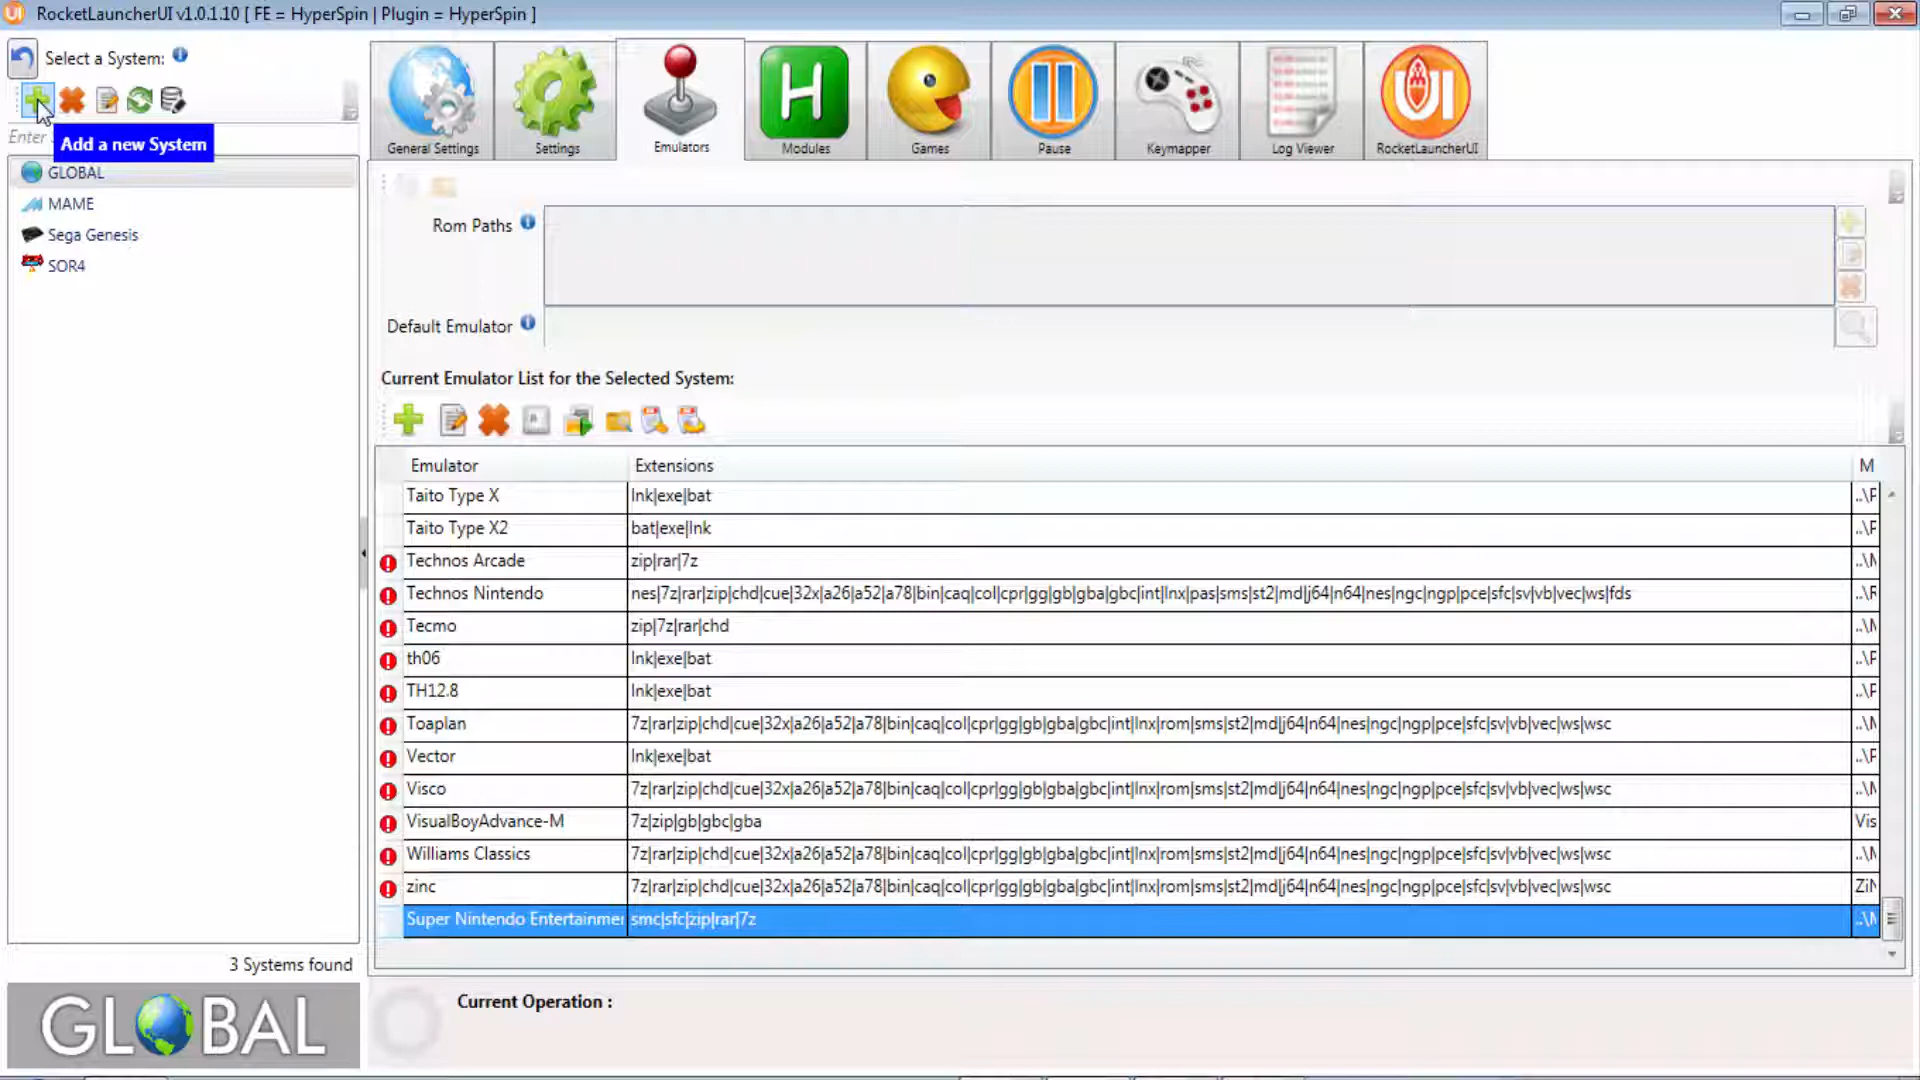 RocketLauncherUI v1.0.1.10 [ FE = HyperSpin | Plugin = HyperSpin ]
Select a System:
Enter
Add a new System
GLOBAL
MAME
Sega Genesis
SOR4
3 Systems found
GLOBAL
General Settings
Settings
Emulators
Modules
Games
Pause
Keymapper
Log Viewer
RocketLauncherUI
Rom Paths
Default Emulator
Current Emulator List for the Selected System:
Emulator Extensions M
Taito Type X lnk|exe|bat ..\P
Taito Type X2 bat|exe|lnk ..\P
Technos Arcade zip|rar|7z ..\M
Technos Nintendo nes|7z|rar|zip|chd|cue|32x|a26|a52|a78|bin|caq|col|cpr|gg|gb|gba|gbc|int|lnx|pas|sms|st2|md|j64|n64|nes|ngc|ngp|pce|sfc|sv|vb|vec|ws|fds ..\R
Tecmo zip|7z|rar|chd ..\M
th06 lnk|exe|bat ..\P
TH12.8 lnk|exe|bat ..\P
Toaplan 7z|rar|zip|chd|cue|32x|a26|a52|a78|bin|caq|col|cpr|gg|gb|gba|gbc|int|lnx|rom|sms|st2|md|j64|n64|nes|ngc|ngp|pce|sfc|sv|vb|vec|ws|wsc ..\M
Vector lnk|exe|bat ..\P
Visco 7z|rar|zip|chd|cue|32x|a26|a52|a78|bin|caq|col|cpr|gg|gb|gba|gbc|int|lnx|rom|sms|st2|md|j64|n64|nes|ngc|ngp|pce|sfc|sv|vb|vec|ws|wsc ..\M
VisualBoyAdvance-M 7z|zip|gb|gbc|gba Vis
Williams Classics 7z|rar|zip|chd|cue|32x|a26|a52|a78|bin|caq|col|cpr|gg|gb|gba|gbc|int|lnx|rom|sms|st2|md|j64|n64|nes|ngc|ngp|pce|sfc|sv|vb|vec|ws|wsc ..\M
zinc 7z|rar|zip|chd|cue|32x|a26|a52|a78|bin|caq|col|cpr|gg|gb|gba|gbc|int|lnx|rom|sms|st2|md|j64|n64|nes|ngc|ngp|pce|sfc|sv|vb|vec|ws|wsc ZiN
Super Nintendo Entertainmen smc|sfc|zip|rar|7z ..\M
Current Operation :